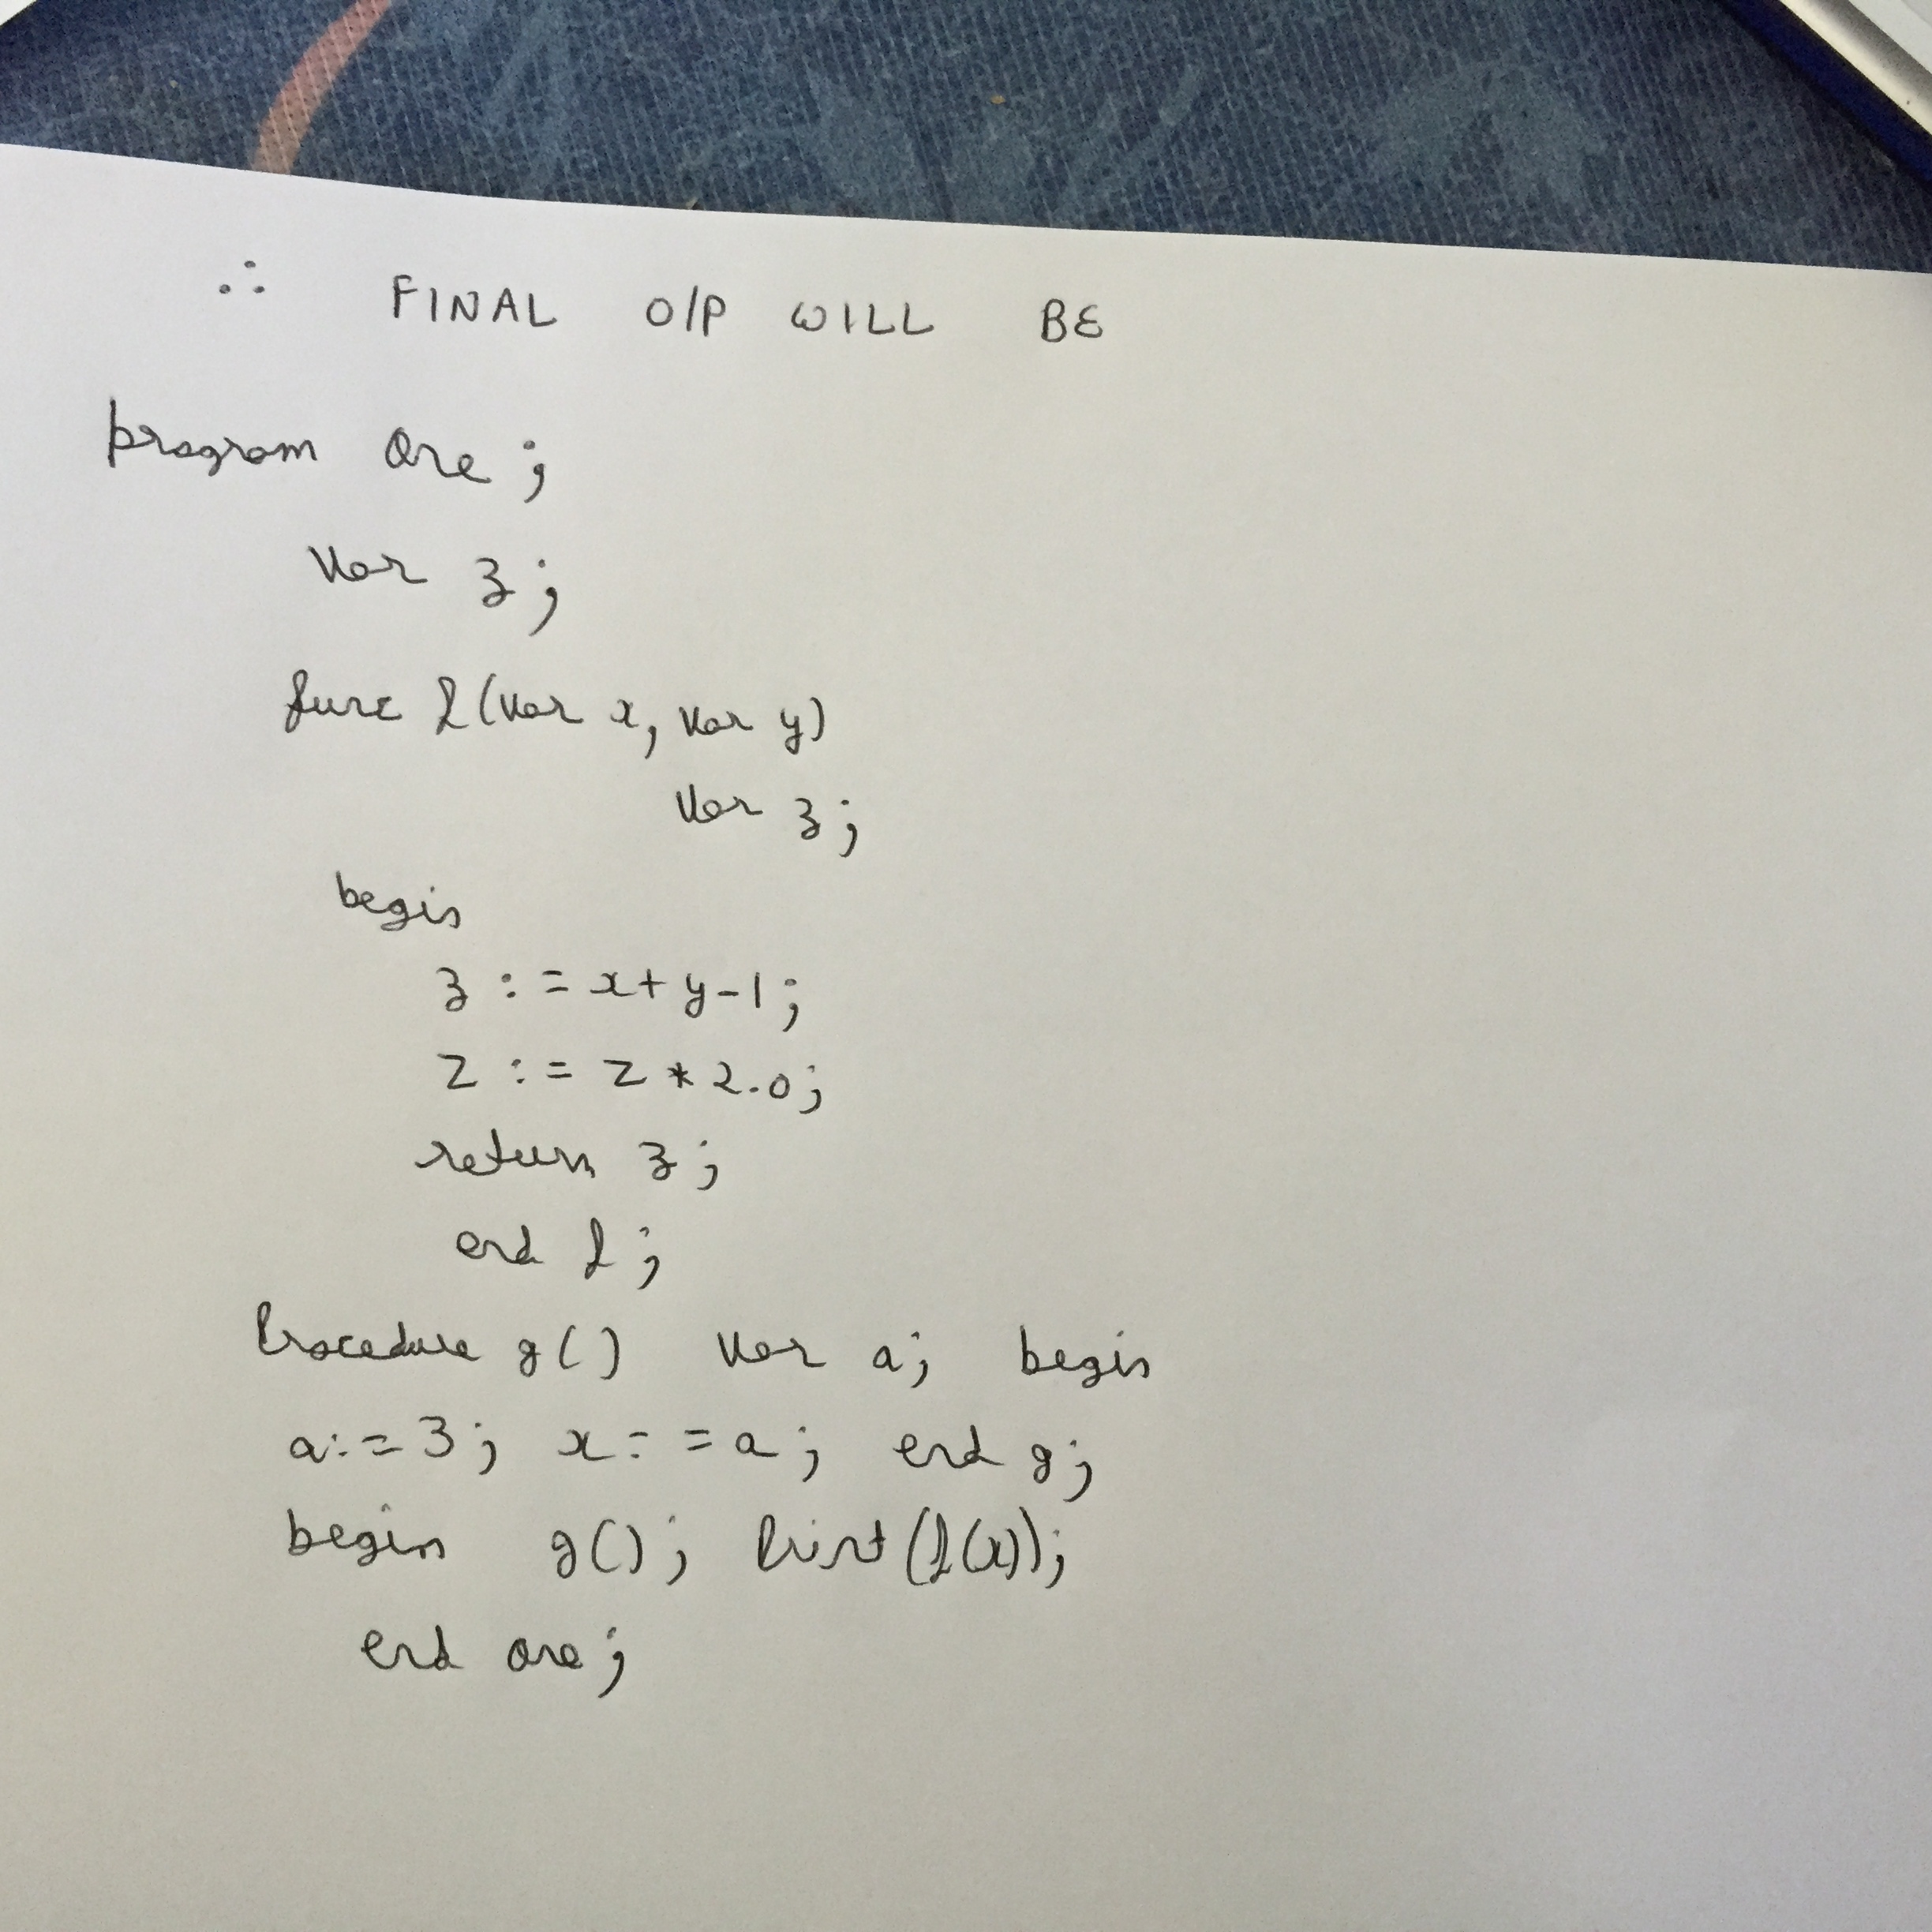 ∴ FINAL O/P WILL BE
program one;
var z;
func f(var x, var y)
var z;
begin
z := x+y-1;
z := z * 2.0;
return z;
end f;
Procedure g() var a; begin
a:=3; x:=a; end g;
begin g(); Print(f(x));
end one;